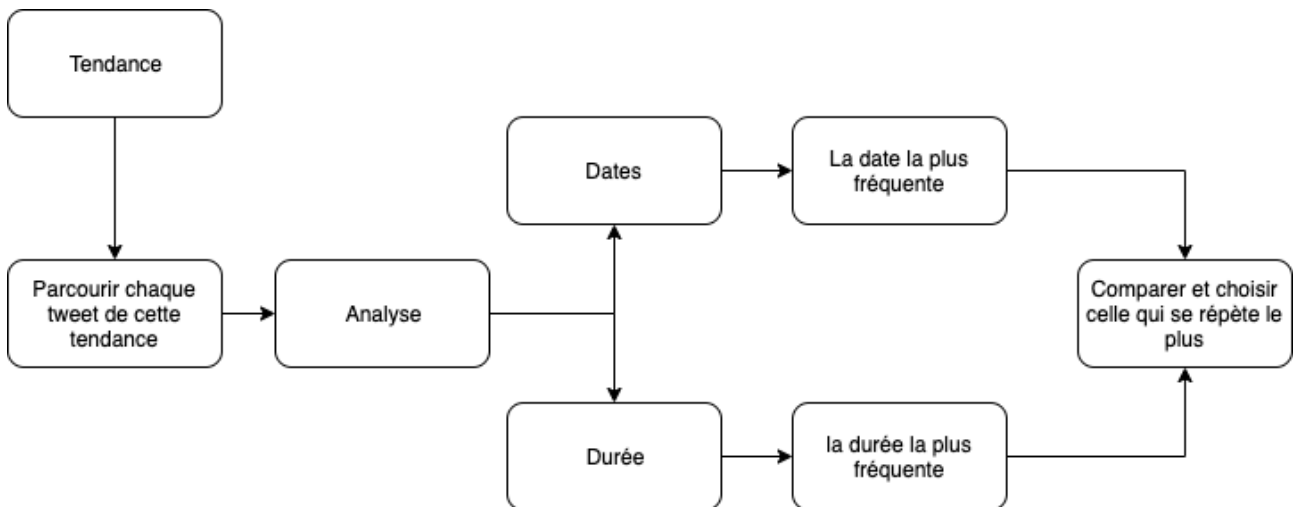 Tendance
Parcourir chaque
tweet de cette
tendance
Analyse
Dates
La date la plus
fréquente
Durée
la durée la plus
fréquente
Comparer et choisir
celle qui se répète le
plus